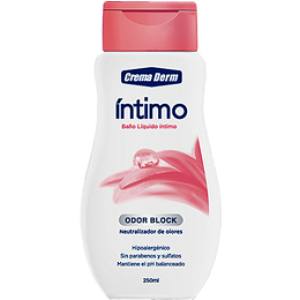 Crema Derm
íntimo
Baño Líquido íntimo
ODOR BLOCK
Neutralizador de olores
Hipoalergénico
Sin parabenos y sulfatos
Mantiene el pH balanceado
250ml